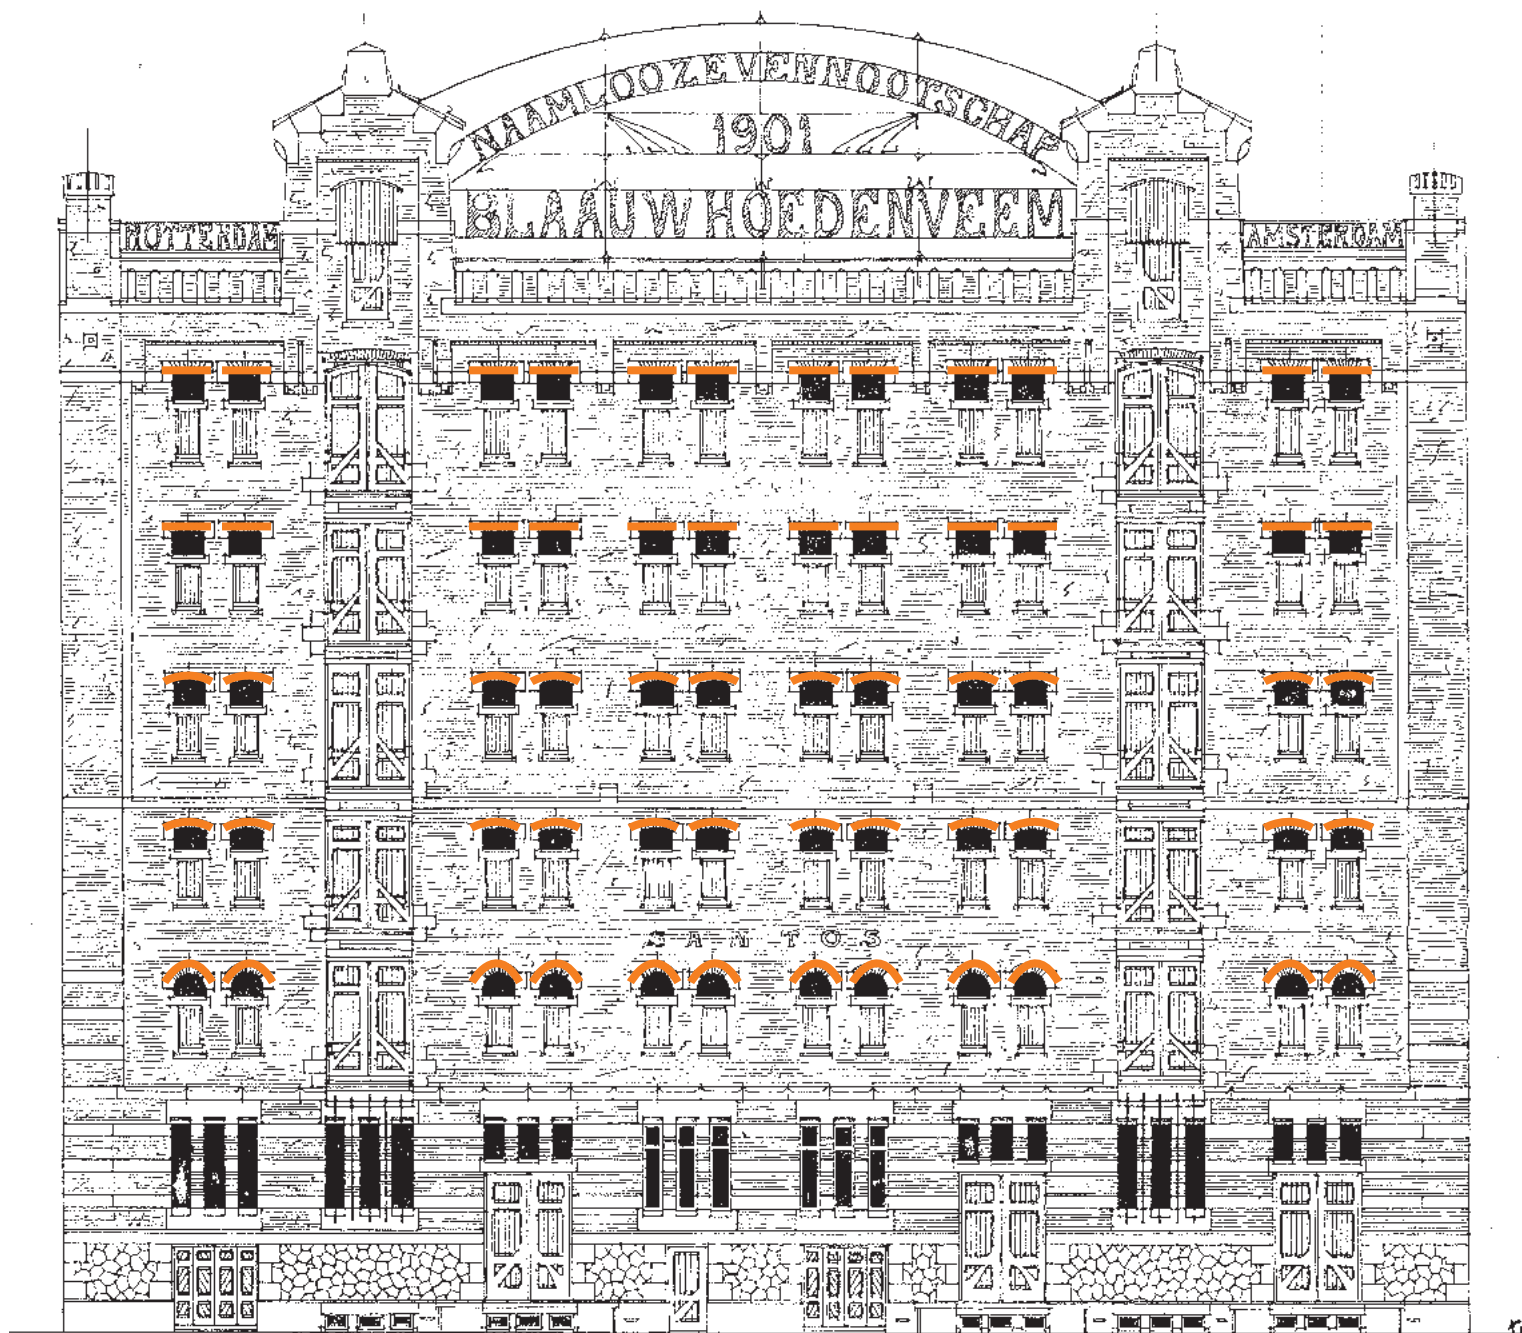 NAAMLOOZE VENNOOTSCHAP
1901
BLAAUWHOEDENVEEM
ROTTERDAM
AMSTERDAM
SANTOS